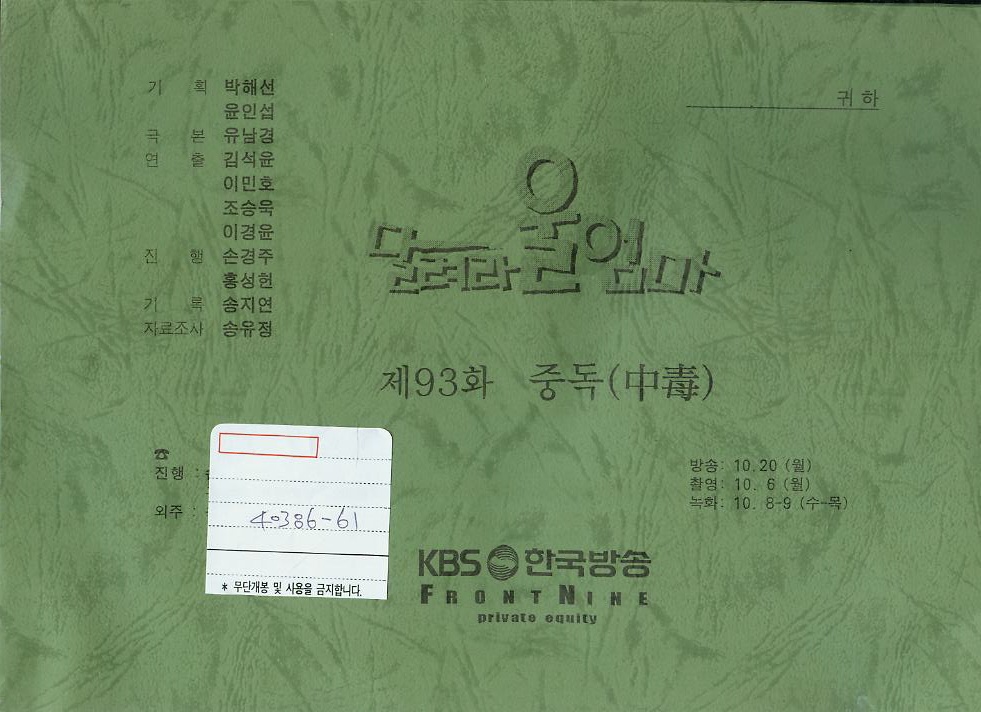 기 획 박해선
윤인섭
극 본 유남경
연 출 김석윤
이민호
조승욱
이경윤
진 행 손경주
홍성헌
기 록 송지연
자료조사 송유정
귀하
달려라 울엄마
제93화 중독(中毒)
☎
진행 :
외주 :
40386-61
* 무단개봉 및 사용을 금지합니다.
방송: 10.20 (월)
촬영: 10. 6 (월)
녹화: 10. 8-9 (수-목)
KBS 한국방송
FRONTNINE
private equity